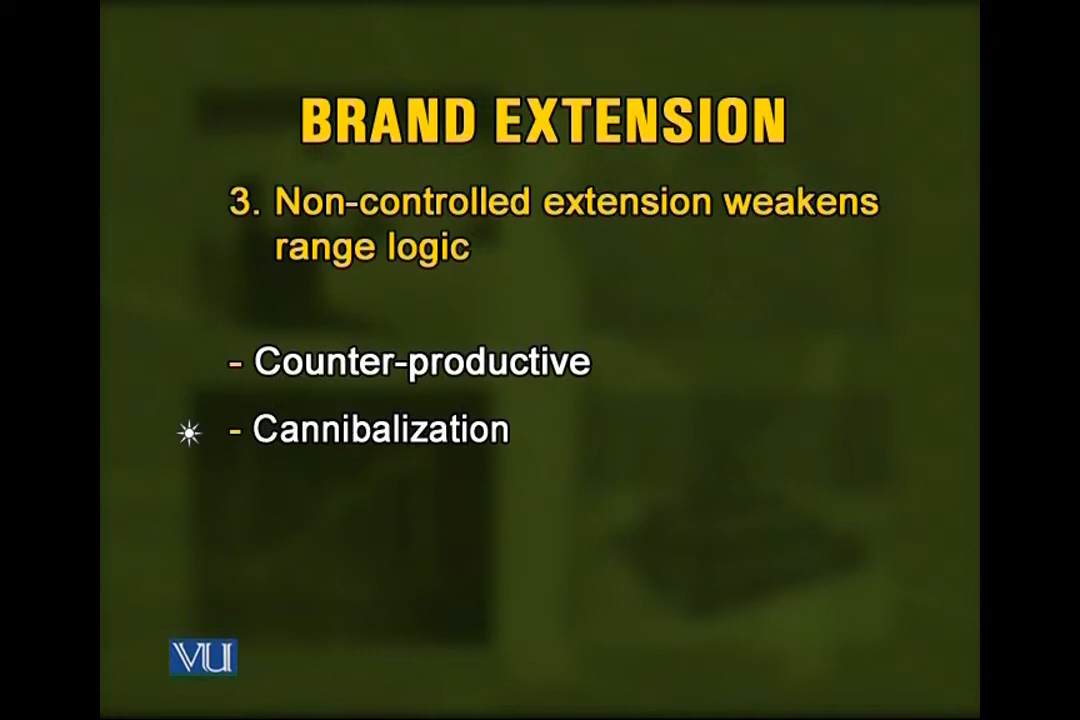 BRAND EXTENSION
3. Non-controlled extension weakens
range logic
- Counter-productive
- Cannibalization
VU